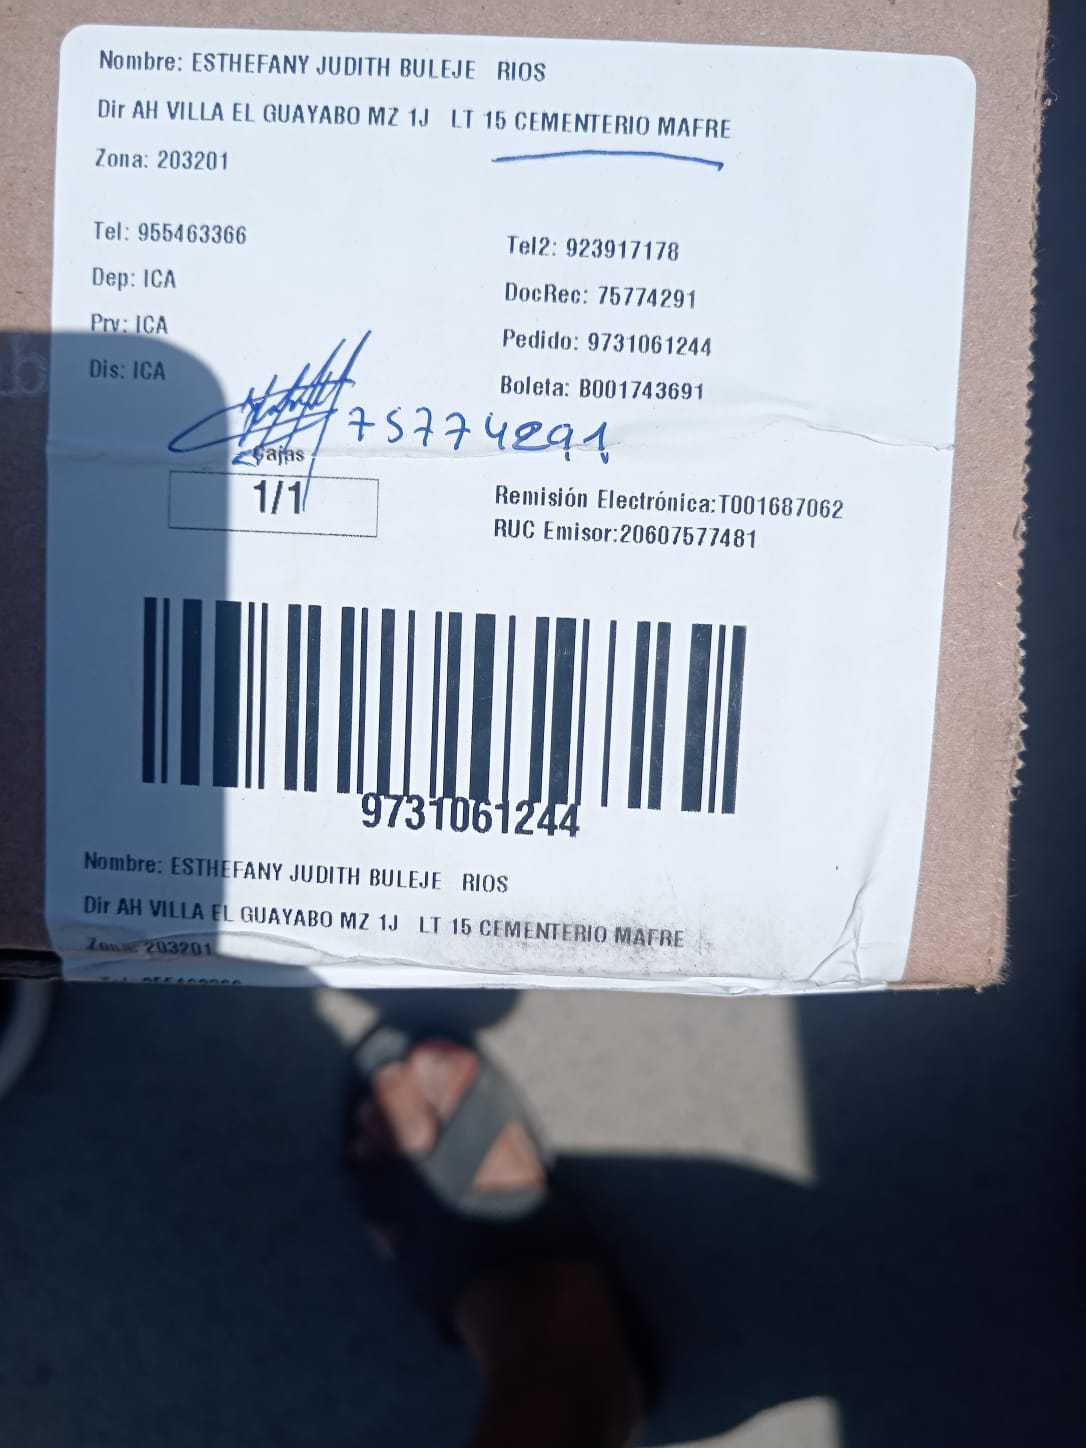 Nombre: ESTHEFANY JUDITH BULEJE RIOS
Dir AH VILLA EL GUAYABO MZ 1J LT 15 CEMENTERIO MAFRE
Zona: 203201
Tel: 955463366
Tel2: 923917178
Dep: ICA
DocRec: 75774291
Prv: ICA
Pedido: 9731061244
Dis: ICA
Boleta: B001743691
75774291
Cajas
1/1
Remisión Electrónica:T001687062
RUC Emisor:20607577481
9731061244
Nombre: ESTHEFANY JUDITH BULEJE RIOS
Dir AH VILLA EL GUAYABO MZ 1J LT 15 CEMENTERIO MAFRE
Zona: 203201